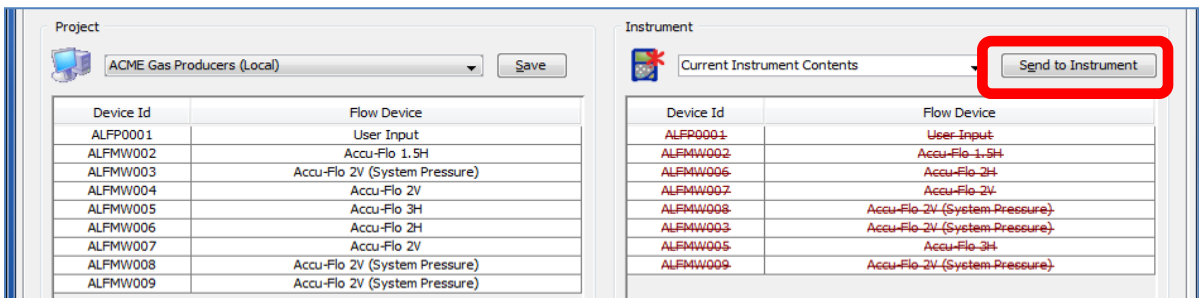 Project
ACME Gas Producers (Local)
Save
Device Id Flow Device
ALFP0001 User Input
ALFMW002 Accu-Flo 1.5H
ALFMW003 Accu-Flo 2V (System Pressure)
ALFMW004 Accu-Flo 2V
ALFMW005 Accu-Flo 3H
ALFMW006 Accu-Flo 2H
ALFMW007 Accu-Flo 2V
ALFMW008 Accu-Flo 2V (System Pressure)
ALFMW009 Accu-Flo 2V (System Pressure)
Instrument
Current Instrument Contents
Send to Instrument
Device Id Flow Device
ALFP0001 User Input
ALFMW002 Accu-Flo 1.5H
ALFMW006 Accu-Flo 2H
ALFMW007 Accu-Flo 2V
ALFMW008 Accu-Flo 2V (System Pressure)
ALFMW003 Accu-Flo 2V (System Pressure)
ALFMW005 Accu-Flo 3H
ALFMW009 Accu-Flo 2V (System Pressure)